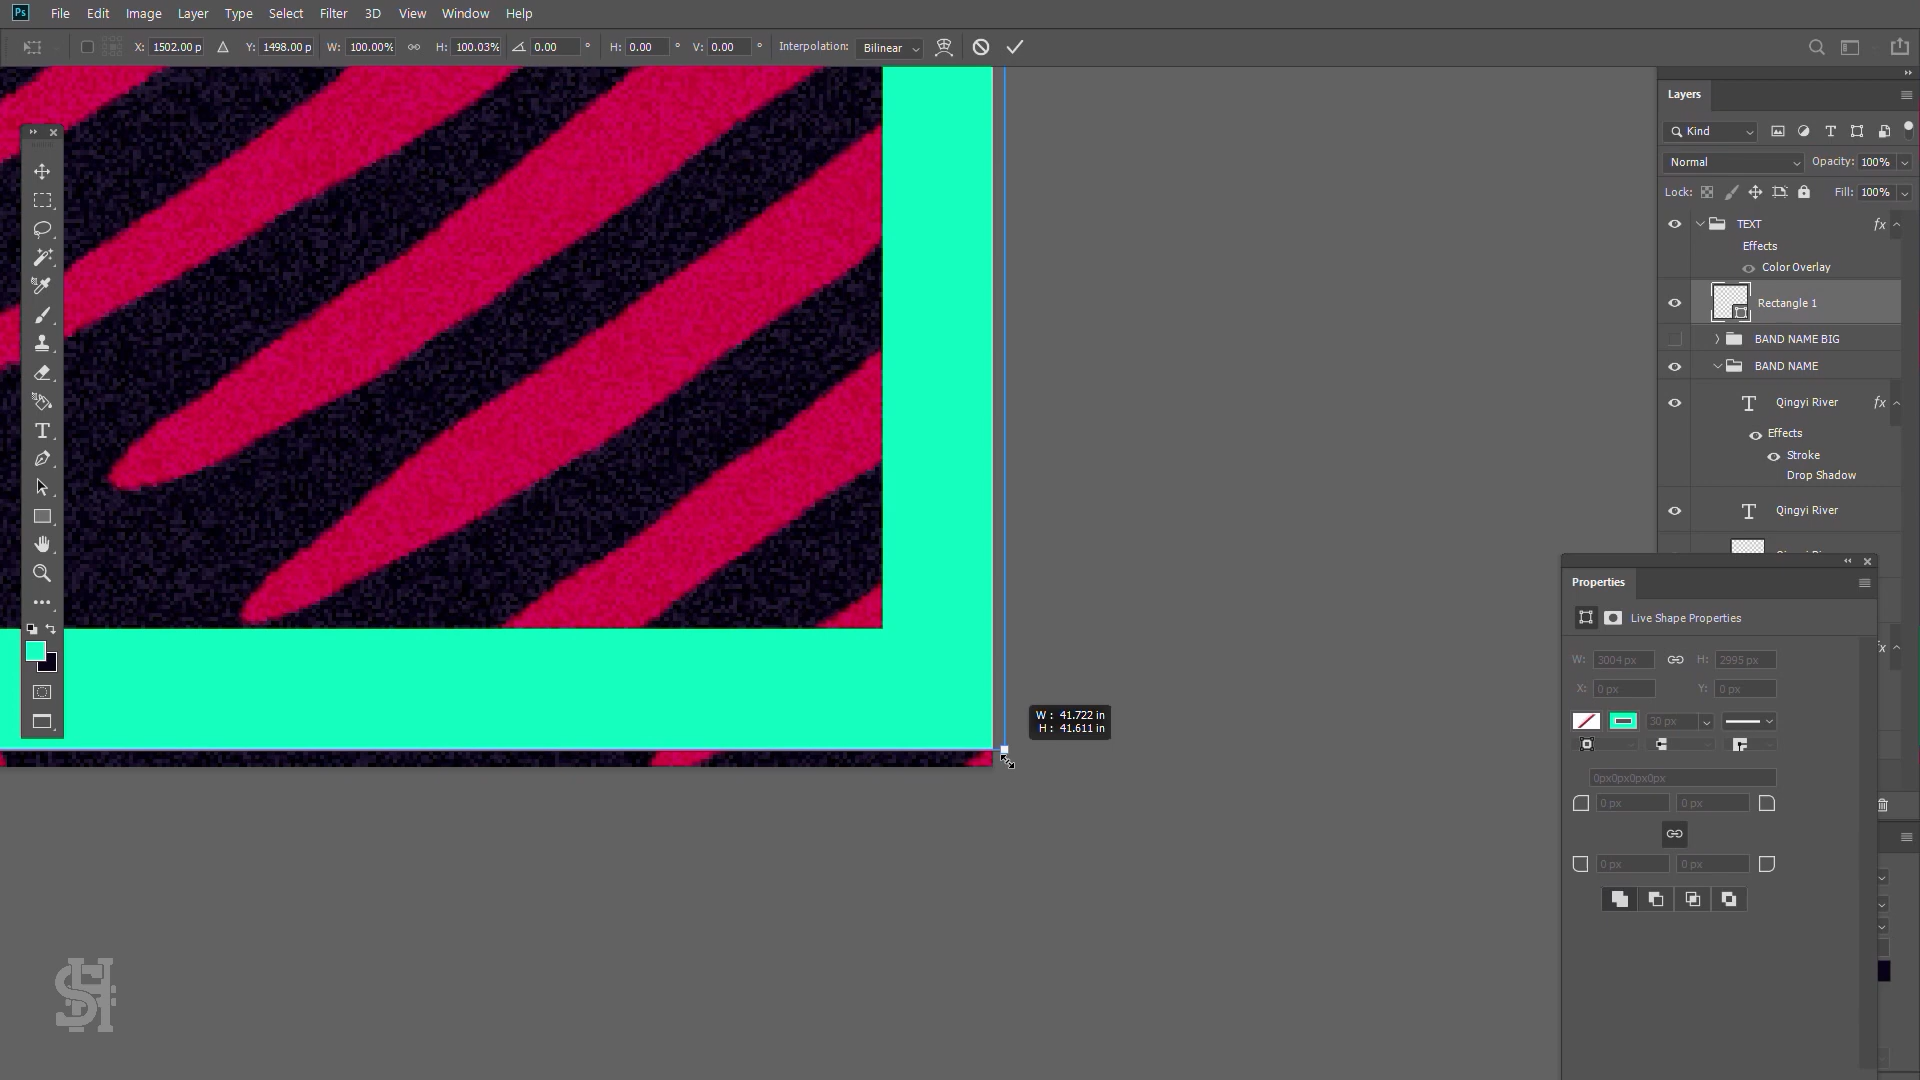 Ps File Edit Image Layer Type Select Filter 3D View Window Help
X: 1502.00 p Y: 1498.00 p W: 100.00% H: 100.03% 0.00 ° H: 0.00 ° V: 0.00 ° Interpolation: Bilinear
Layers
Kind
Normal Opacity: 100%
Lock: Fill: 100%
TEXT fx
Effects
Color Overlay
Rectangle 1
BAND NAME BIG
BAND NAME
Qingyi River fx
Effects
Stroke
Drop Shadow
Qingyi River
Properties
Live Shape Properties
W: 3004 px H: 2995 px
X: 0 px Y: 0 px
30 px
0px0px0px0px
0 px 0 px
0 px 0 px
W : 41.722 in
H : 41.611 in
SH